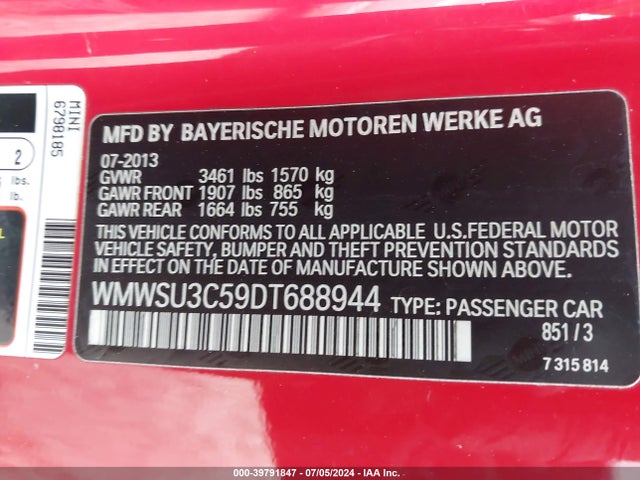 MINI
6798185
2
lbs.
lb.
MFD BY BAYERISCHE MOTOREN WERKE AG
07-2013
GVWR 3461 lbs 1570 kg
GAWR FRONT 1907 lbs 865 kg
GAWR REAR 1664 lbs 755 kg
THIS VEHICLE CONFORMS TO ALL APPLICABLE U.S.FEDERAL MOTOR
VEHICLE SAFETY, BUMPER AND THEFT PREVENTION STANDARDS
IN EFFECT ON THE DATE OF MANUFACTURE SHOWN ABOVE.
WMWSU3C59DT688944 TYPE: PASSENGER CAR
851/3
7 315 814
000-39791847 / 07/05/2024 - IAA Inc.